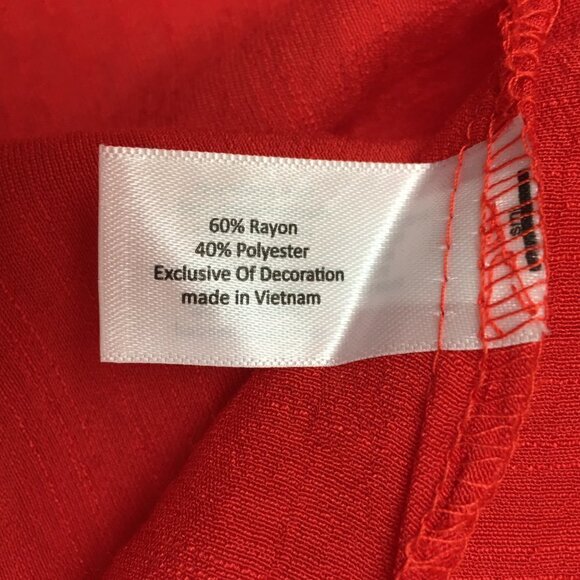 60% Rayon
40% Polyester
Exclusive Of Decoration
made in Vietnam